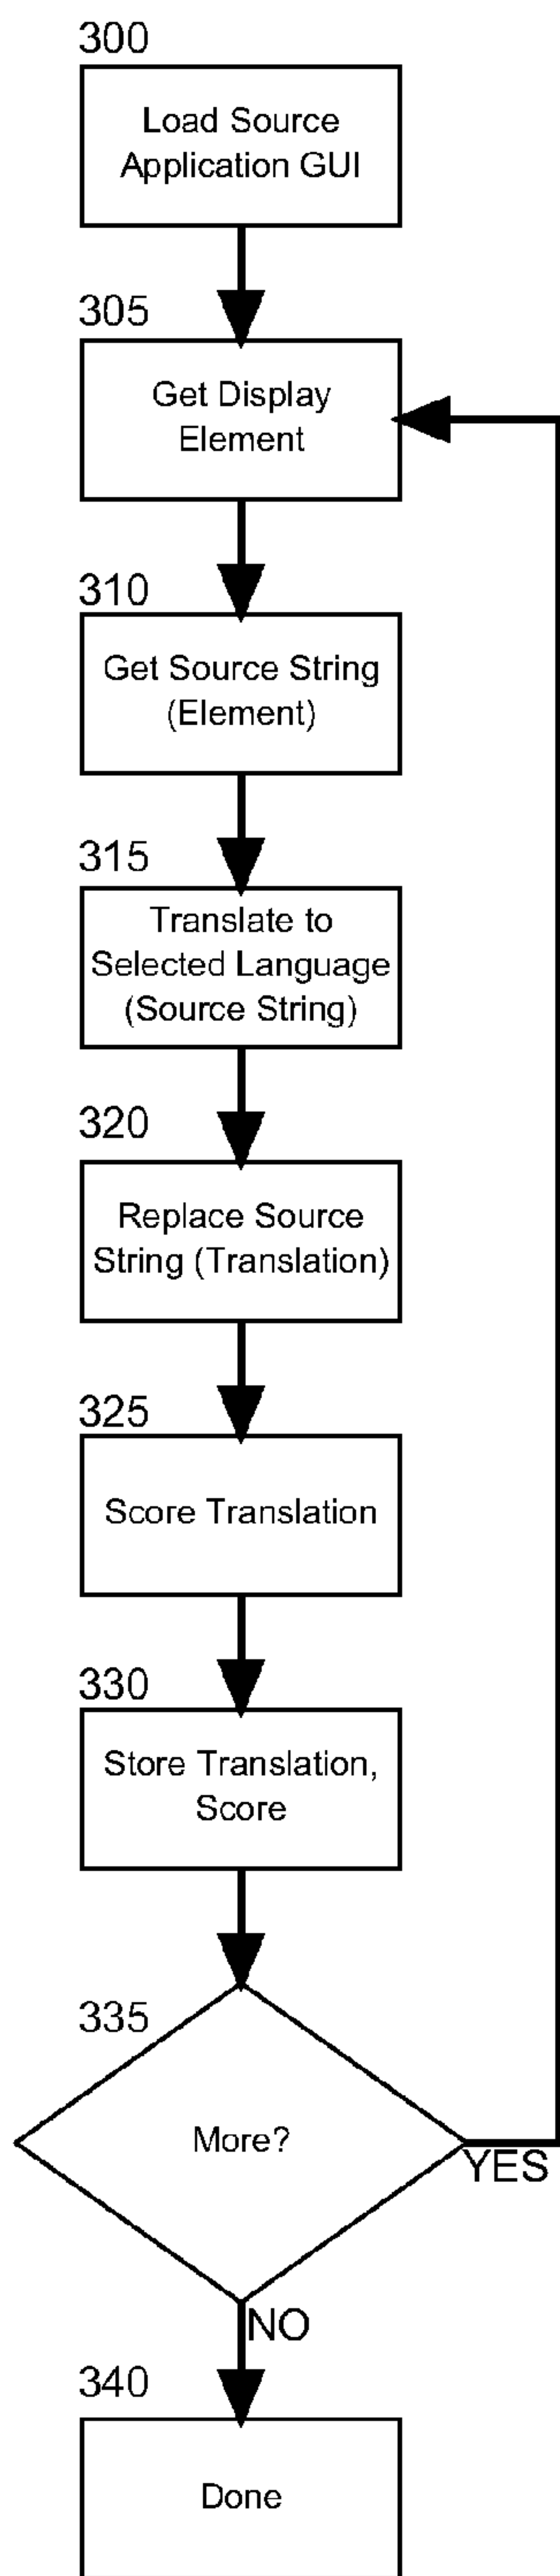 300
Load Source
Application GUI
305
Get Display
Element
310
Get Source String
(Element)
315
Translate to
Selected Language
(Source String)
320
Replace Source
String (Translation)
325
Score Translation
330
Store Translation,
Score
335
More?
YES
NO
340
Done